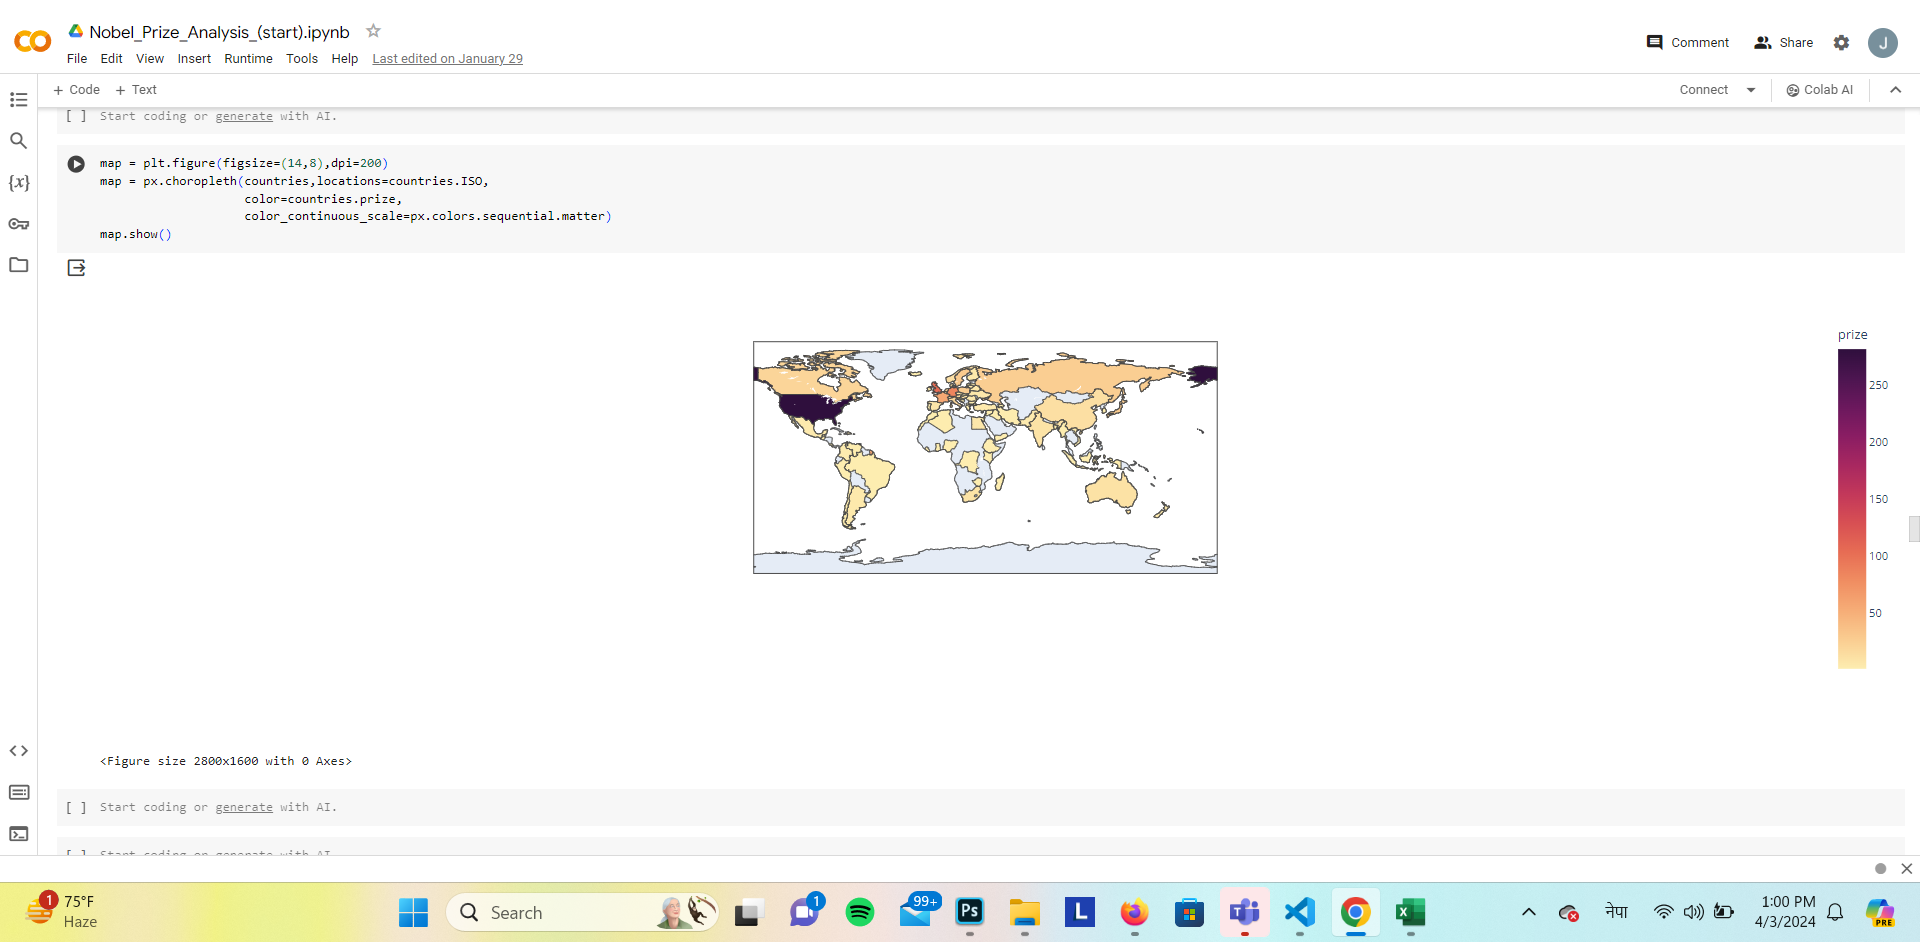 Nobel_Prize_Analysis_(start).ipynb
File Edit View Insert Runtime Tools Help Last edited on January 29
Comment Share J
+ Code + Text
Connect Colab AI
[ ] Start coding or generate with AI.
map = plt.figure(figsize=(14,8),dpi=200)
map = px.choropleth(countries,locations=countries.ISO,
color=countries.prize,
color_continuous_scale=px.colors.sequential.matter)
map.show()
{x}
prize
250
200
150
100
50
<Figure size 2800x1600 with 0 Axes>
[ ] Start coding or generate with AI.
[ ] Start coding or generate with AI.
1
75°F
Haze
Search
1
99+
Ps
L
नेपा
1:00 PM
4/3/2024
PRE